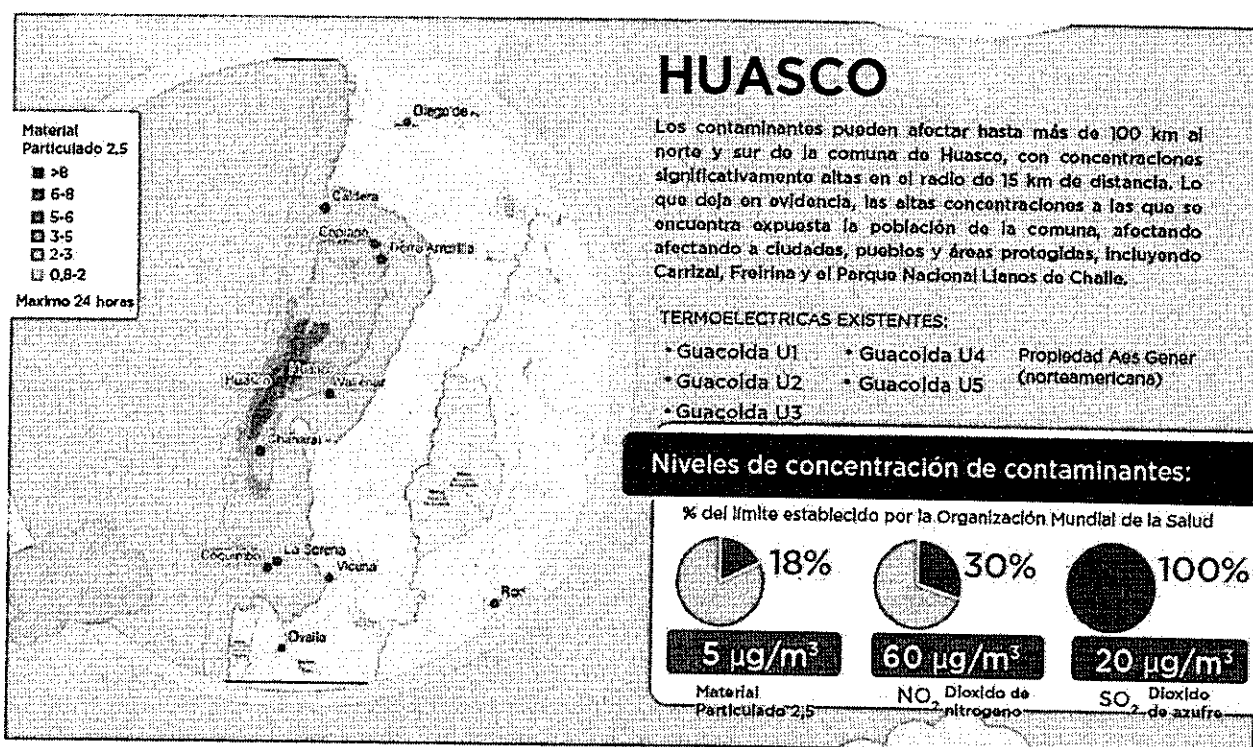 HUASCO
Los contaminantes pueden afectar hasta más de 100 km al
norte y sur de la comuna de Huasco, con concentraciones
significativamente altas en el radio de 15 km de distancia. Lo
que deja en evidencia, las altas concentraciones a las que se
encuentra expuesta la población de la comuna, afectando
afectando a ciudades, pueblos y áreas protegidas, incluyendo
Carrizal, Freirina y el Parque Nacional Llanos de Challe.
TERMOELECTRICAS EXISTENTES:
• Guacolda U1
• Guacolda U2
• Guacolda U3
• Guacolda U4
• Guacolda U5
Propiedad Aes Gener
(norteamericana)
Niveles de concentración de contaminantes:
% del límite establecido por la Organización Mundial de la Salud
18%
5 µg/m³
Material
Particulado 2,5
30%
60 µg/m³
NO₂ Dioxido de
nitrogeno
100%
20 µg/m³
SO₂ Dioxido
de azufre
Material
Particulado 2,5
>8
6-8
5-6
3-5
2-3
0,8-2
Maximo 24 horas
Diego de
Caldera
Copiapó
Tierra Amarilla
Huasco
Vallenar
Chañaral
Coquimbo
La Serena
Vicuna
Ovalle